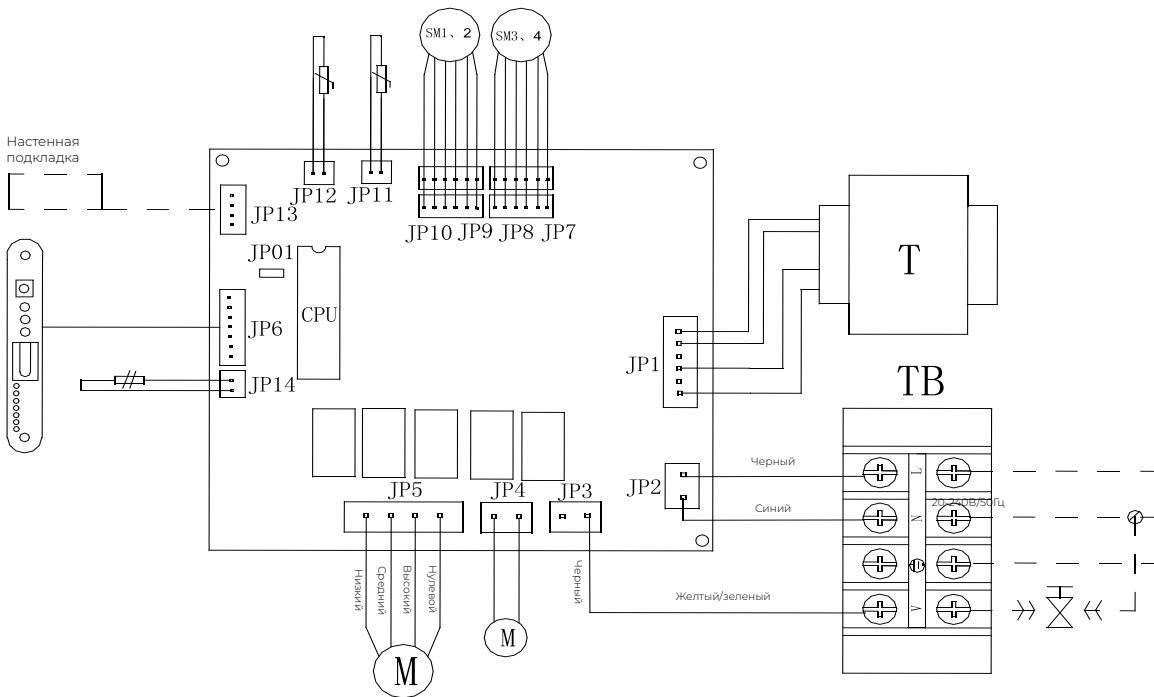 SM1、2
SM3、4
Настенная
подкладка
JP12
JP11
JP13
JP10
JP9
JP8
JP7
JP01
CPU
JP6
JP14
T
JP1
TB
JP5
JP4
JP3
JP2
Черный
Синий
L
N
20-240В/50Гц
V
Низкий
Средний
Высокий
Нулевой
Черный
Желтый/зеленый
M
M